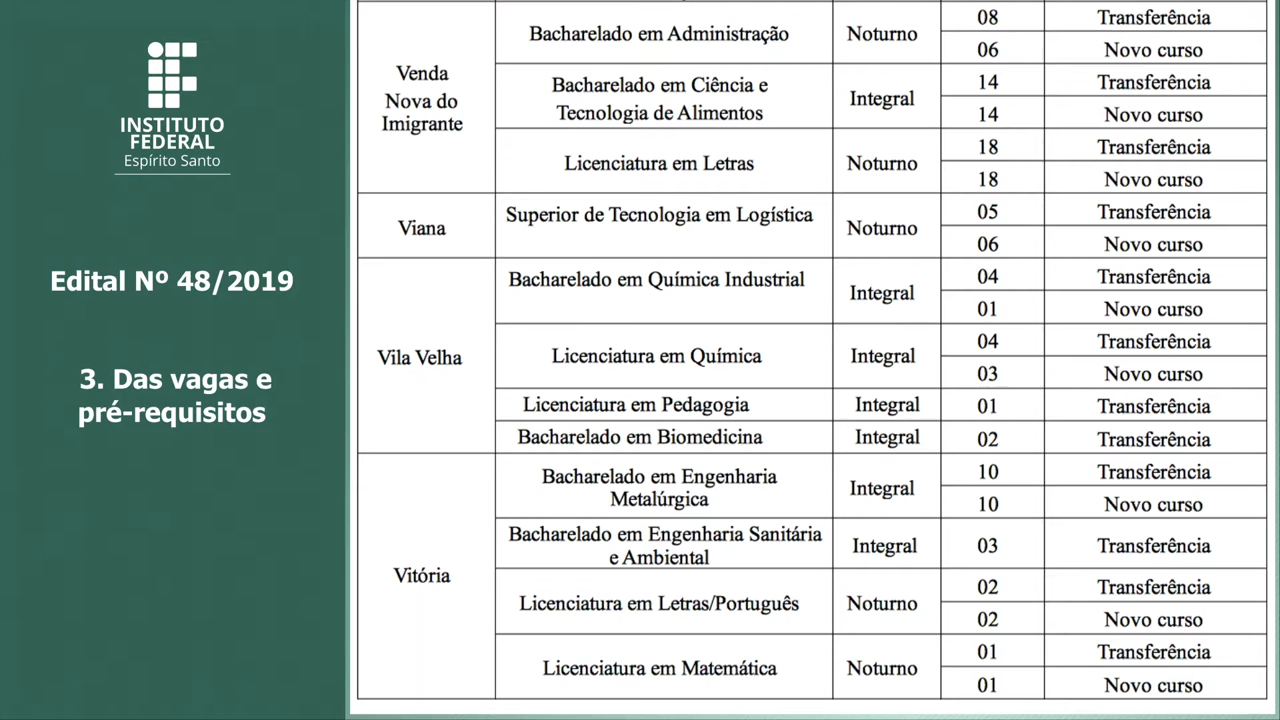 INSTITUTO
FEDERAL
Espírito Santo
Edital Nº 48/2019
3. Das vagas e
pré-requisitos
Venda
Nova do
Imigrante
Bacharelado em Administração
Noturno
08
Transferência
06
Novo curso
Bacharelado em Ciência e
Tecnologia de Alimentos
Integral
14
Transferência
14
Novo curso
Licenciatura em Letras
Noturno
18
Transferência
18
Novo curso
Viana
Superior de Tecnologia em Logística
Noturno
05
Transferência
06
Novo curso
Vila Velha
Bacharelado em Química Industrial
Integral
04
Transferência
01
Novo curso
Licenciatura em Química
Integral
04
Transferência
03
Novo curso
Licenciatura em Pedagogia
Integral
01
Transferência
Bacharelado em Biomedicina
Integral
02
Transferência
Vitória
Bacharelado em Engenharia
Metalúrgica
Integral
10
Transferência
10
Novo curso
Bacharelado em Engenharia Sanitária
e Ambiental
Integral
03
Transferência
Licenciatura em Letras/Português
Noturno
02
Transferência
02
Novo curso
Licenciatura em Matemática
Noturno
01
Transferência
01
Novo curso